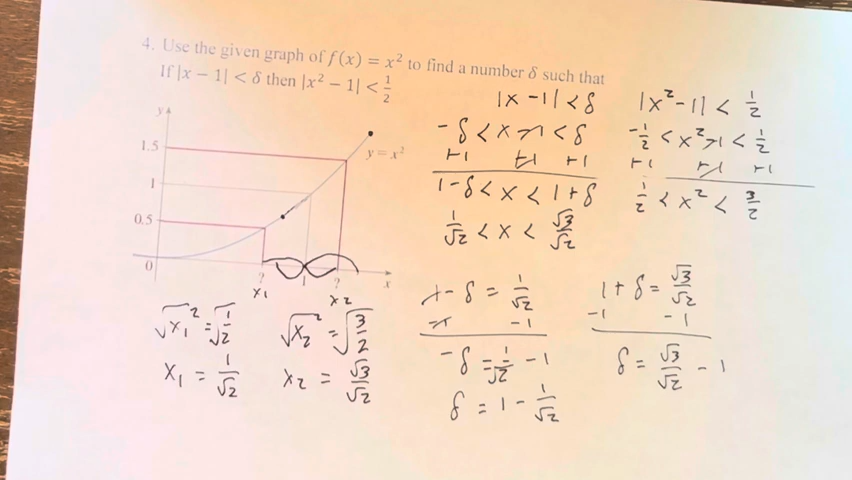 4. Use the given graph of f(x) = x² to find a number δ such that
If |x − 1| < δ then |x² − 1| < 1/2
y
1.5
1
0.5
0
y = x²
?
1
?
x
x₁
x₂
√x₁² = √1/√2
x₁ = 1/√2
√x₂² = √(3/2)
x₂ = √3/√2
|x − 1| < δ
−δ < x − 1 < δ
+1 +1 +1
1 − δ < x < 1 + δ
1/√2 < x < √3/√2
|x² − 1| < 1/2
−1/2 < x² − 1 < 1/2
+1 +1 +1
1/2 < x² < 3/2
1 − δ = 1/√2
−1 −1
−δ = 1/√2 − 1
δ = 1 − 1/√2
1 + δ = √3/√2
−1 −1
δ = √3/√2 − 1